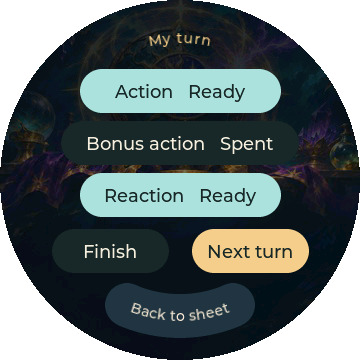 My turn
Action Ready
Bonus action Spent
Reaction Ready
Finish Next turn
Back to sheet